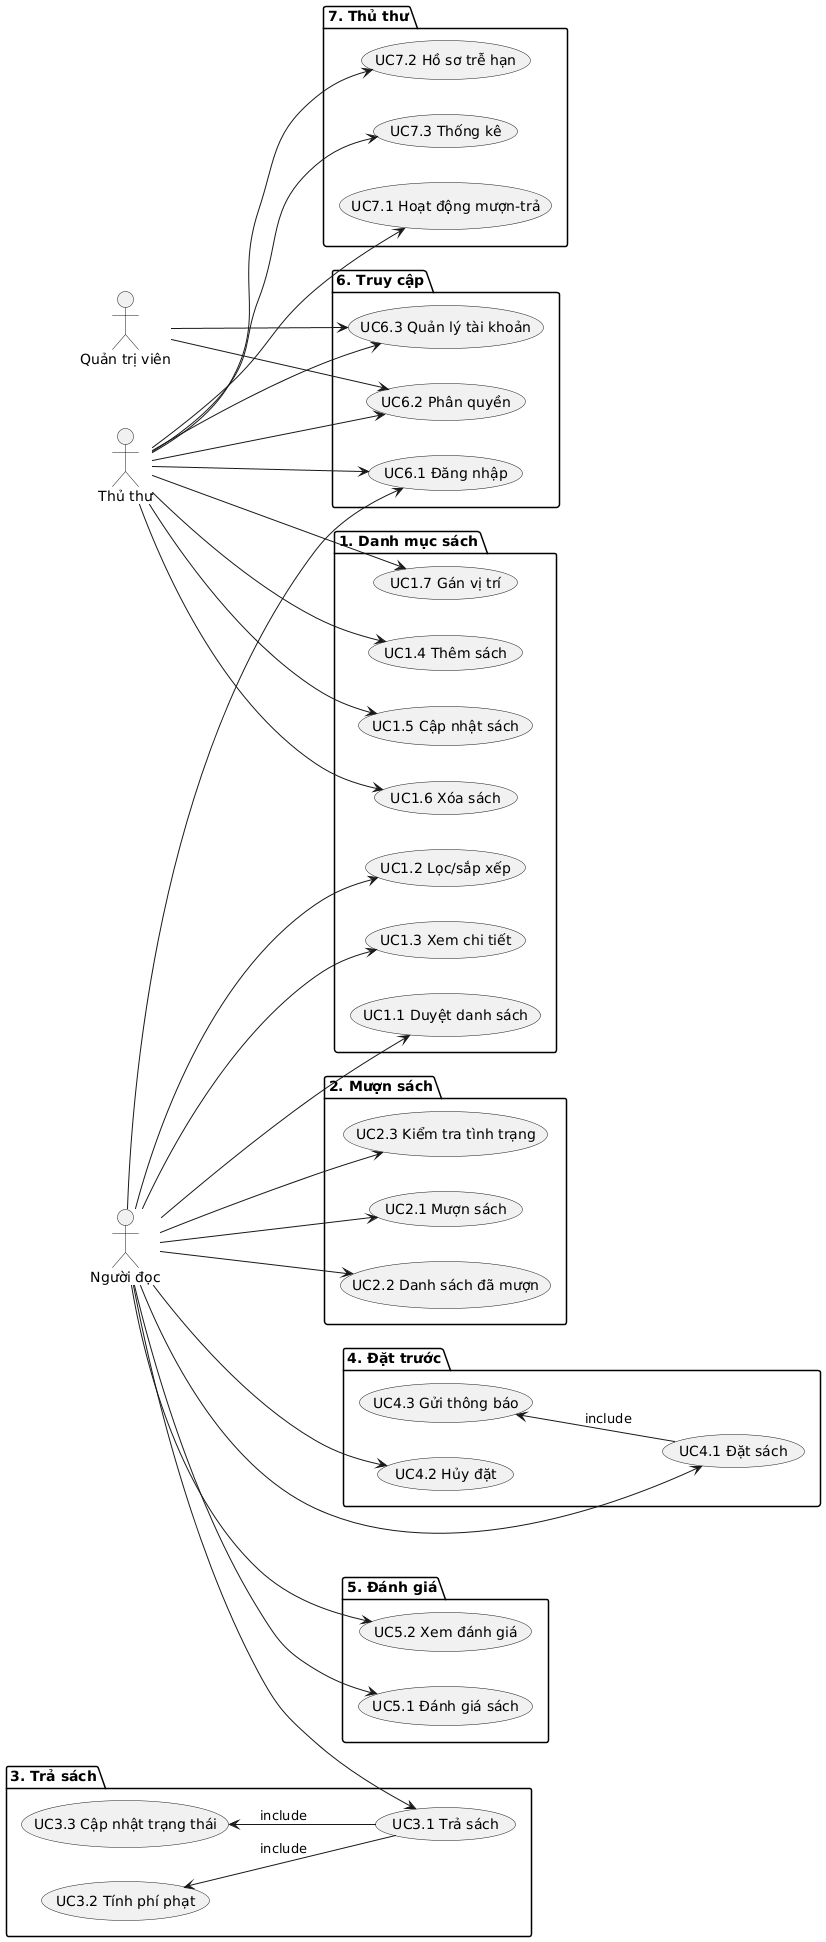 7. Thủ thư
UC7.2 Hồ sơ trễ hạn
UC7.3 Thống kê
UC7.1 Hoạt động mượn-trả
6. Truy cập
UC6.3 Quản lý tài khoản
Quản trị viên
UC6.2 Phân quyền
UC6.1 Đăng nhập
Thủ thư
1. Danh mục sách
UC1.7 Gán vị trí
UC1.4 Thêm sách
UC1.5 Cập nhật sách
UC1.6 Xóa sách
UC1.2 Lọc/sắp xếp
UC1.3 Xem chi tiết
UC1.1 Duyệt danh sách
2. Mượn sách
UC2.3 Kiểm tra tình trạng
UC2.1 Mượn sách
Người đọc
UC2.2 Danh sách đã mượn
4. Đặt trước
UC4.3 Gửi thông báo
include
UC4.1 Đặt sách
UC4.2 Hủy đặt
5. Đánh giá
UC5.2 Xem đánh giá
UC5.1 Đánh giá sách
3. Trả sách
UC3.3 Cập nhật trạng thái
include
UC3.1 Trả sách
include
UC3.2 Tính phí phạt